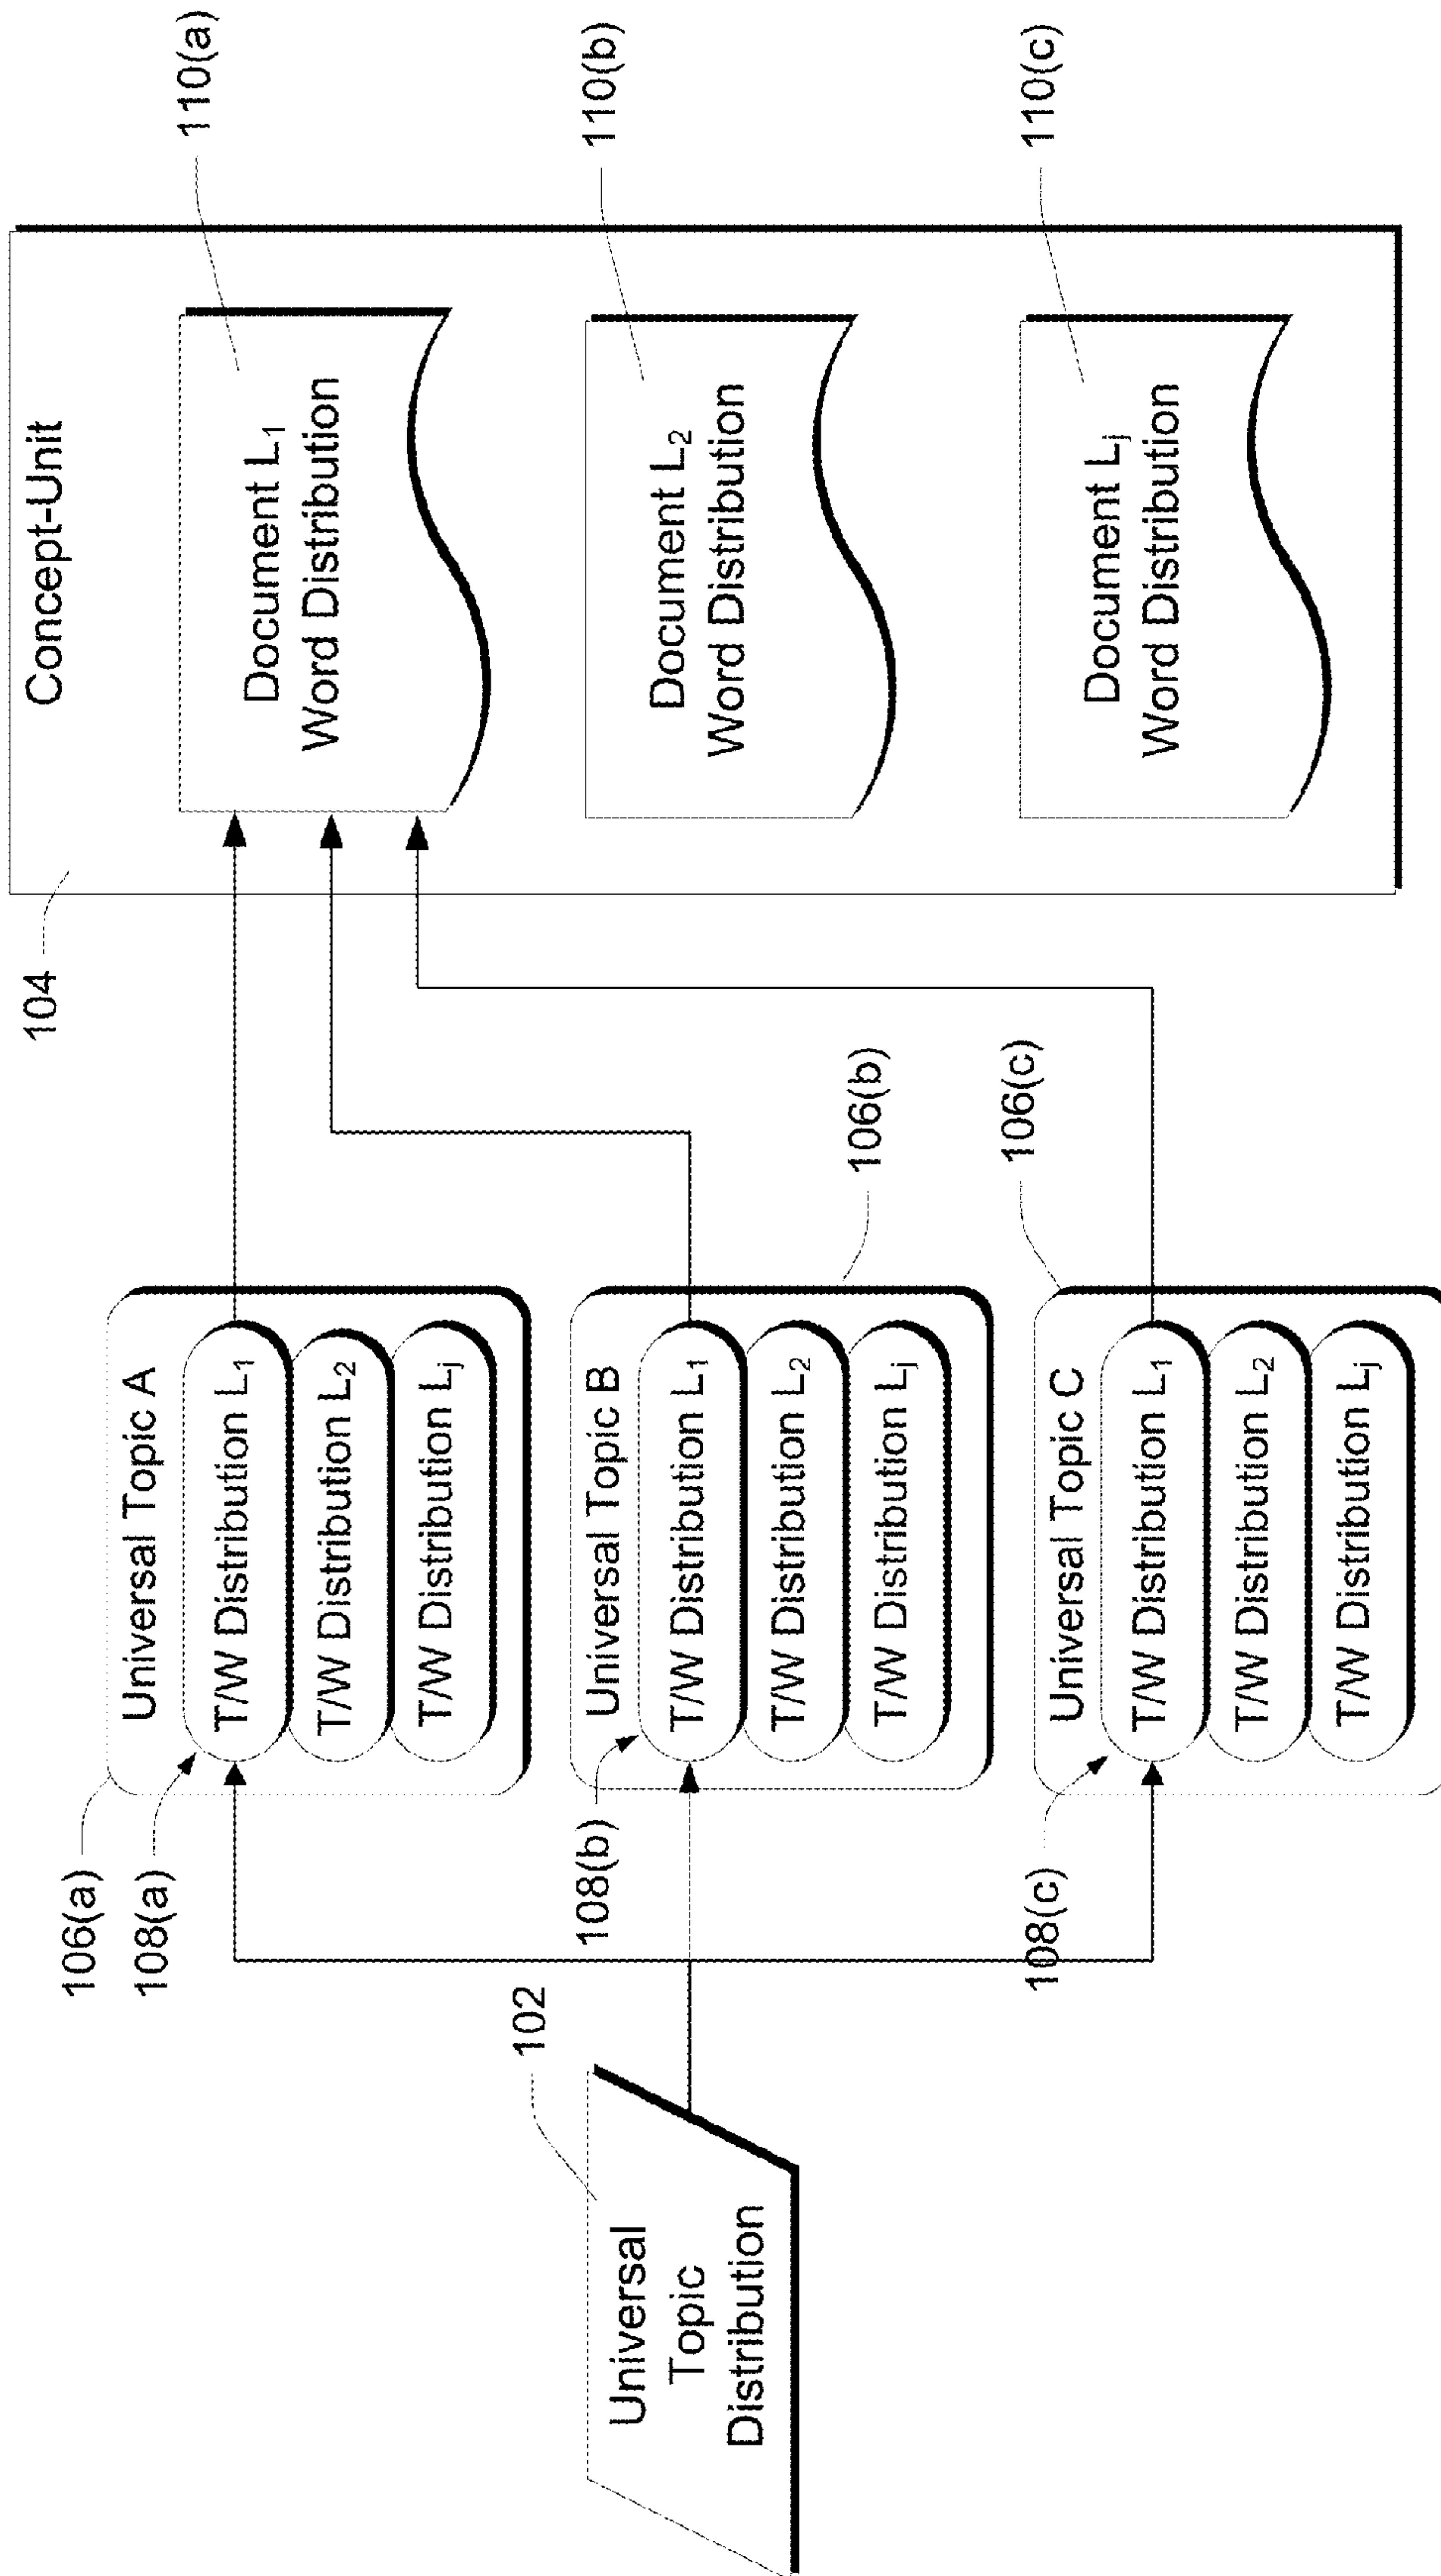 104
Concept-Unit
Document L₁
Word Distribution
110(a)
Document L₂
Word Distribution
110(b)
Document Lⱼ
Word Distribution
110(c)
106(a)
108(a)
Universal Topic A
T/W Distribution L₁
T/W Distribution L₂
T/W Distribution Lⱼ
102
Universal
Topic
Distribution
108(b)
Universal Topic B
T/W Distribution L₁
T/W Distribution L₂
T/W Distribution Lⱼ
106(b)
108(c)
Universal Topic C
T/W Distribution L₁
T/W Distribution L₂
T/W Distribution Lⱼ
106(c)